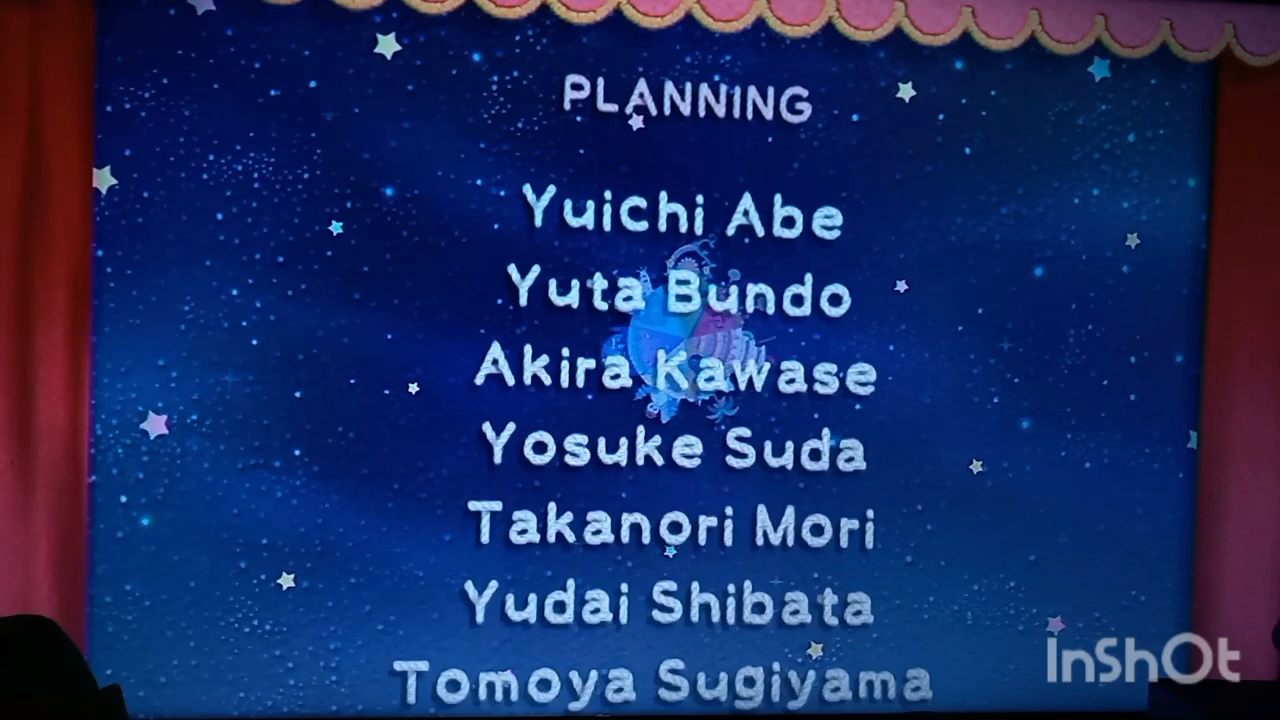 PLANNING
Yuichi Abe
Yuta Bundo
Akira Kawase
Yosuke Suda
Takanori Mori
Yudai Shibata
Tomoya Sugiyama
InShOt